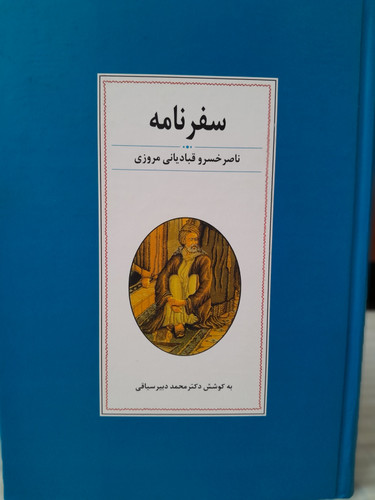 سفرنامه
ناصرخسرو قبادیانی مروزی
به کوشش دکتر محمد دبیرسیاقی